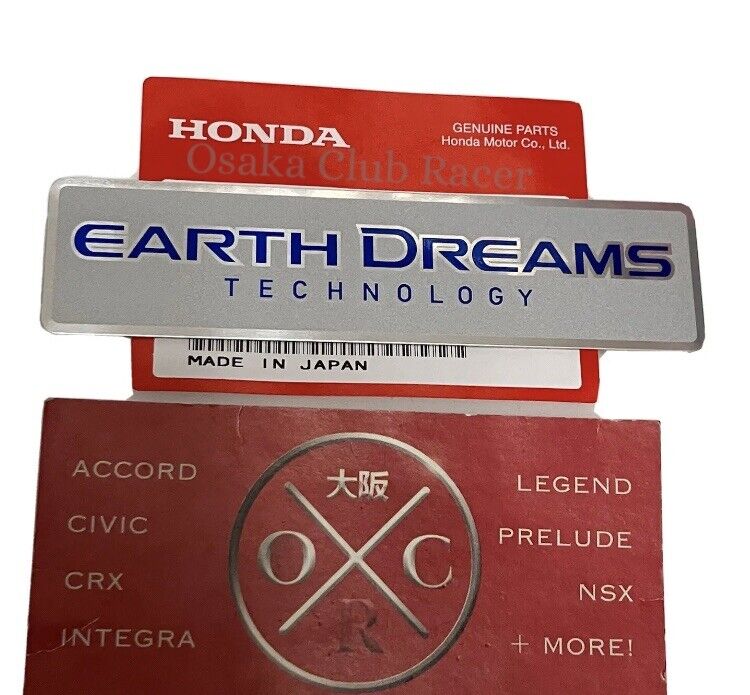 HONDA
GENUINE PARTS
Honda Motor Co., Ltd.
Osaka Club Racer
EARTH DREAMS
TECHNOLOGY
MADE IN JAPAN
ACCORD
CIVIC
CRX
INTEGRA
大阪
O C
R
LEGEND
PRELUDE
NSX
+ MORE!